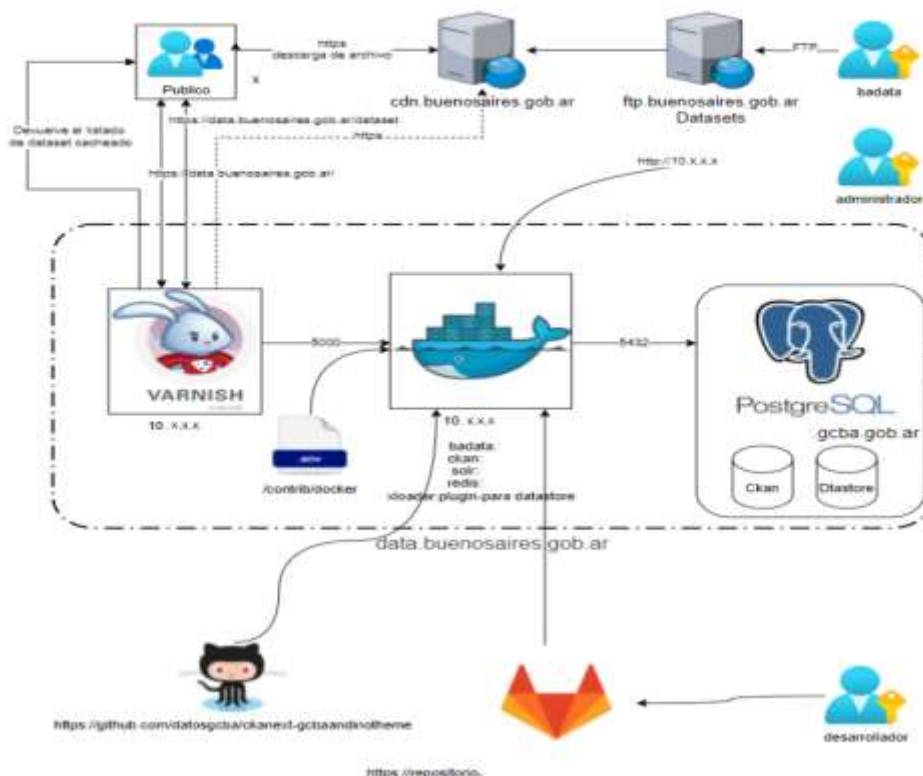 https
descarga de archivo
FTP
Publico
x
cdn.buenosaires.gob.ar
ftp.buenosaires.gob.ar
Datasets
badata
https://data.buenosaires.gob.ar/dataset
https
Devuelve el listado
de dataset cacheado
http://10.x.x.x
https://data.buenosaires.gob.ar/
administrador
VARNISH
5000
5432
PostgreSQL
10. x.x.x
10. x.x.x
gcba.gob.ar
badata:
ckan:
solr:
redis:
xloader plugin-para datastore
/contrib/docker
Ckan
Dtastore
data.buenosaires.gob.ar
https://github.com/datosgcba/ckanext-gcbaandinotheme
desarrollador
https://repositorio-